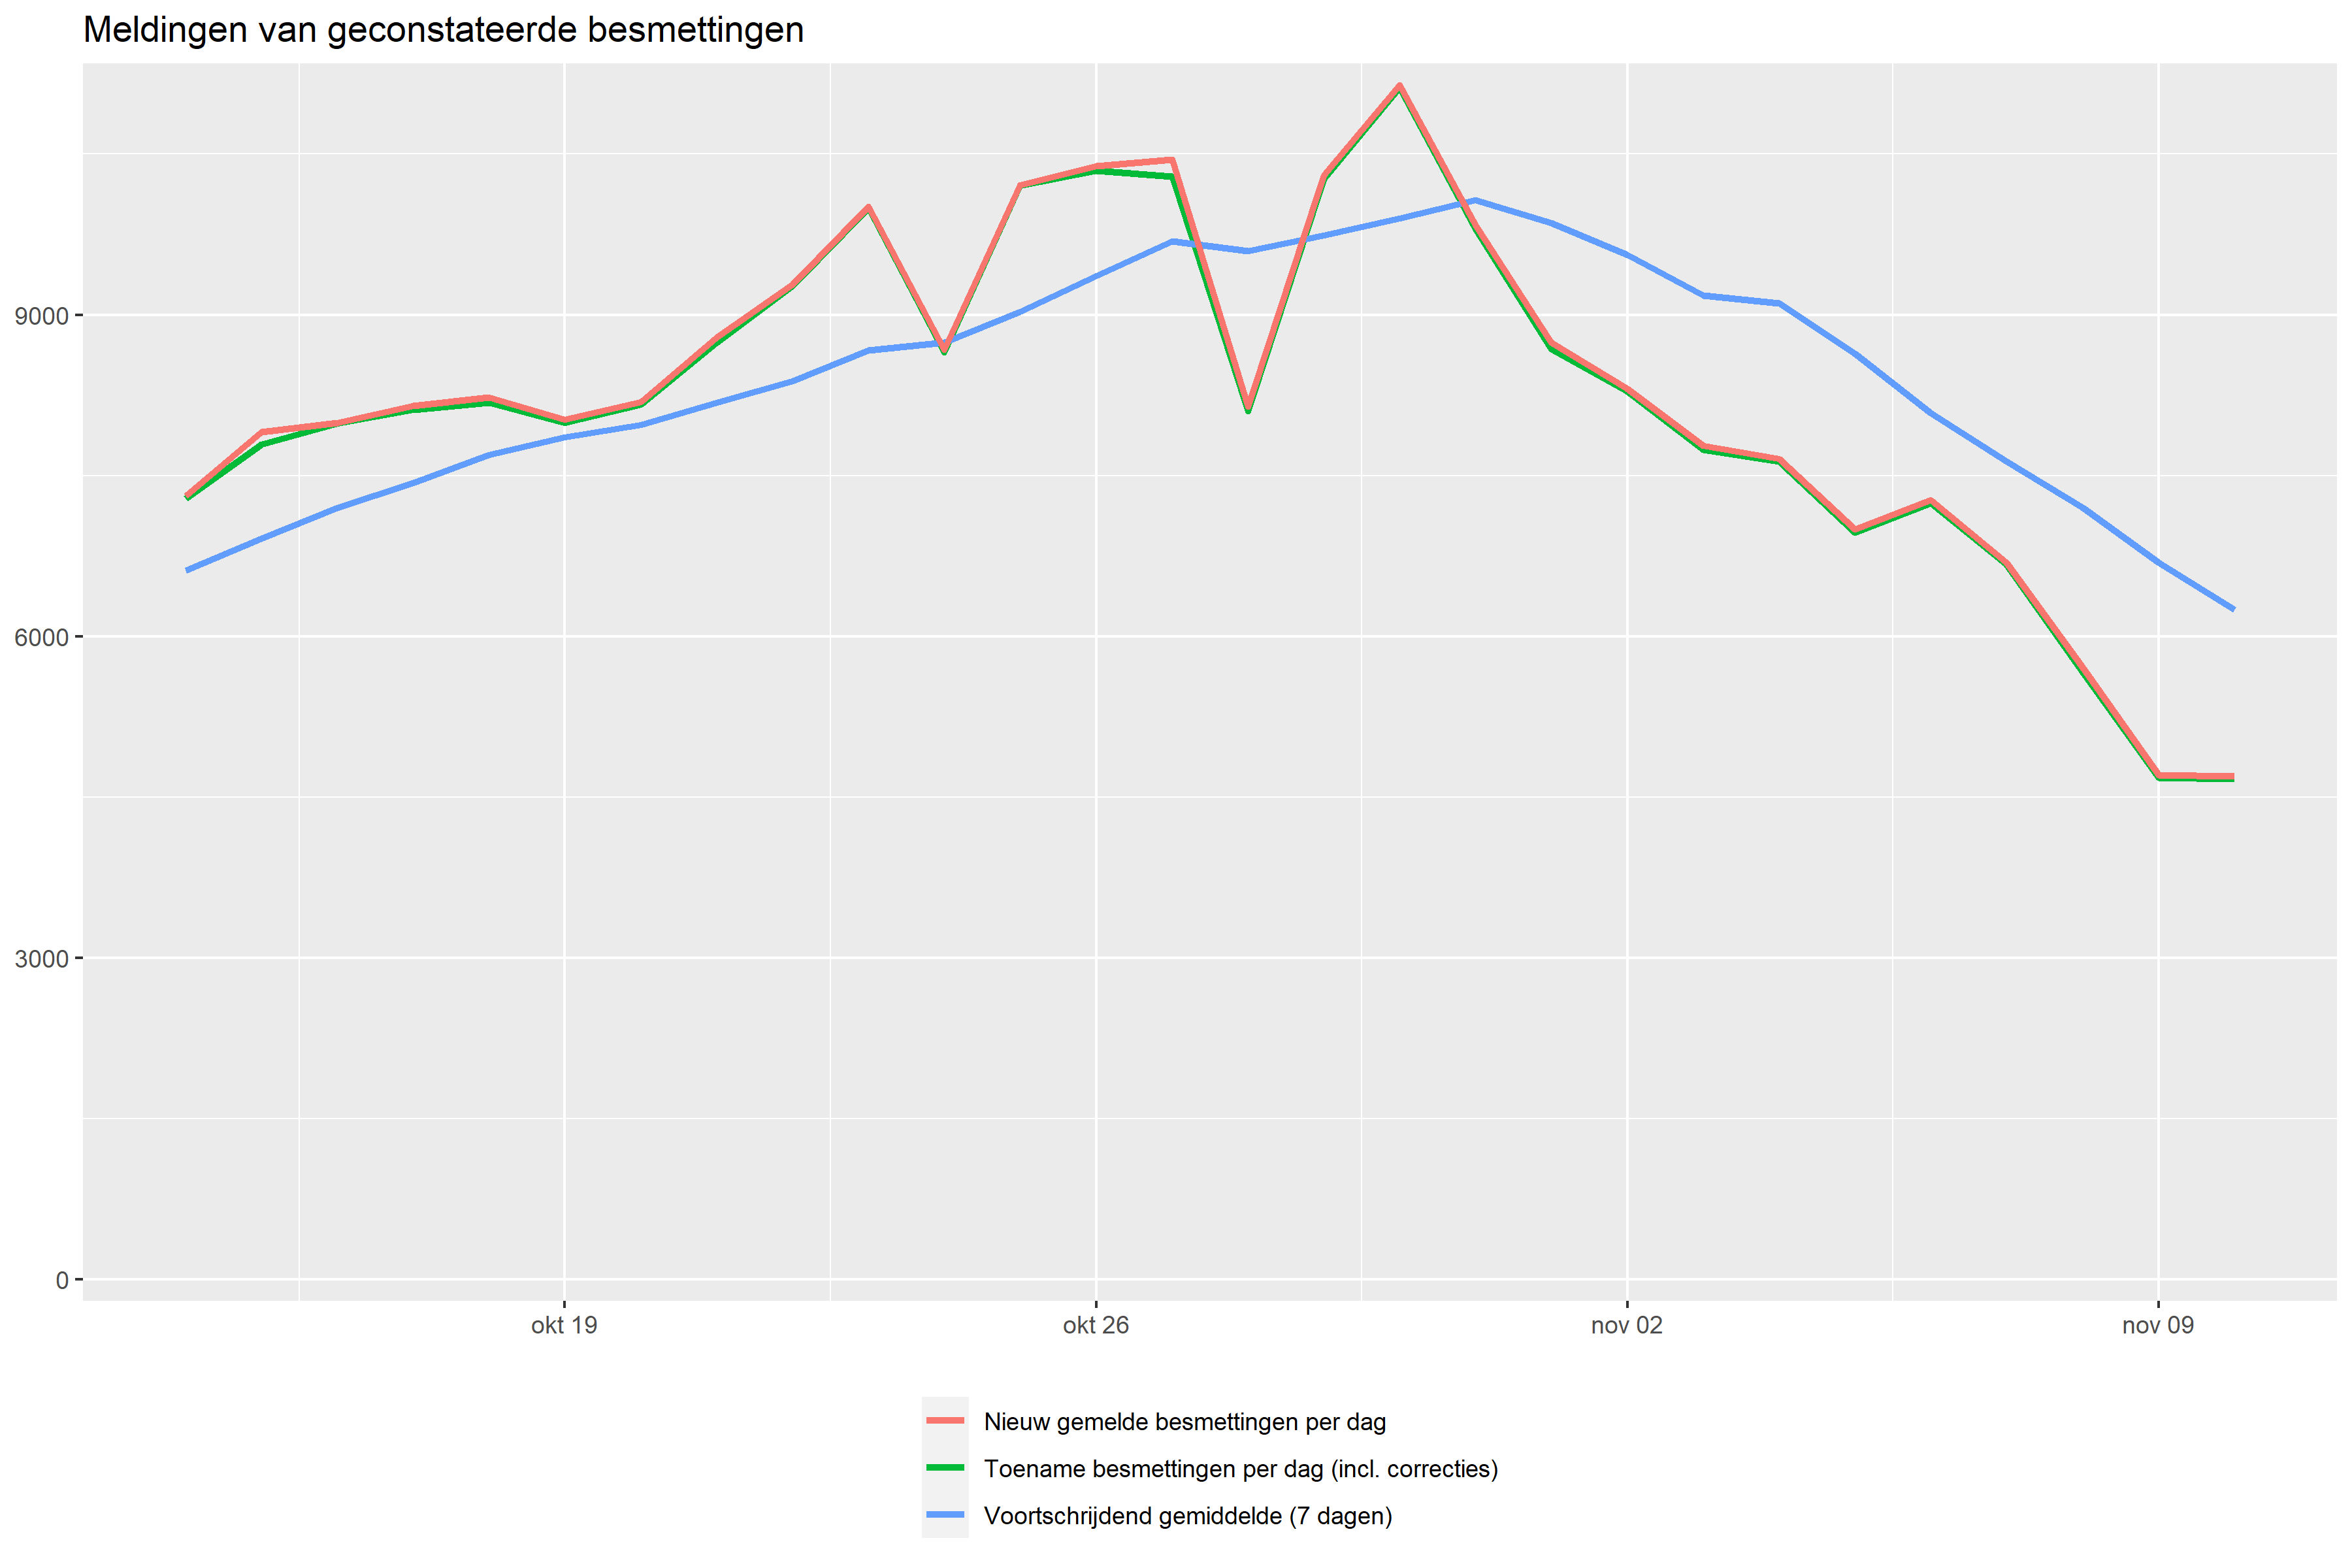 Meldingen van geconstateerde besmettingen
9000
6000
3000
0
okt 19 okt 26 nov 02 nov 09
Nieuw gemelde besmettingen per dag
Toename besmettingen per dag (incl. correcties)
Voortschrijdend gemiddelde (7 dagen)